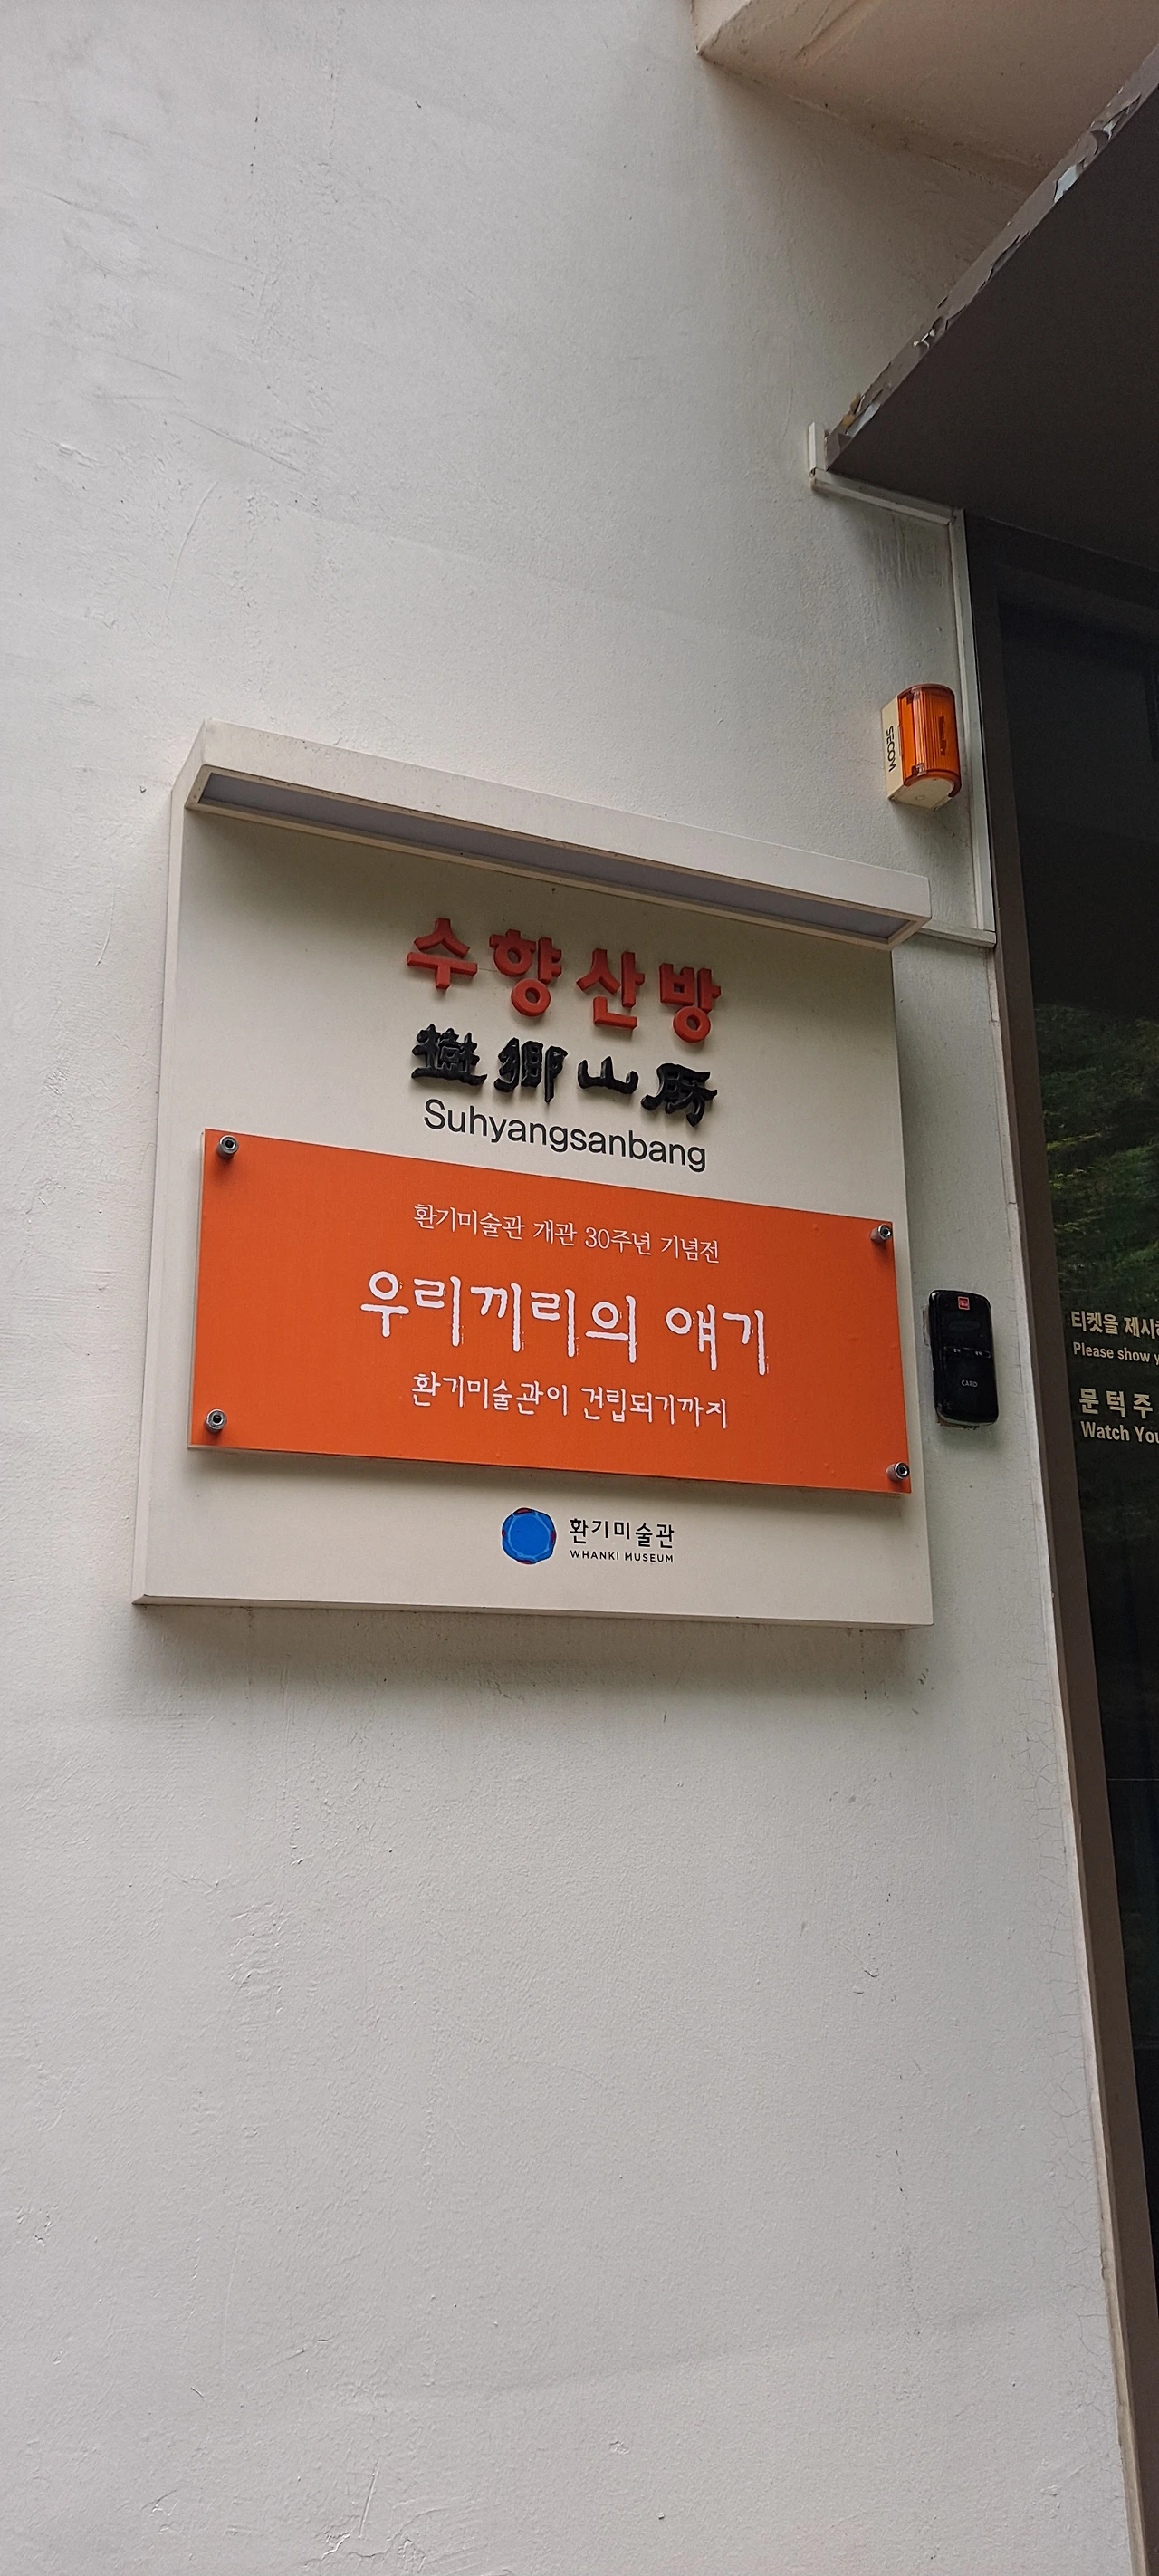 수향산방
樹鄉山房
Suhyangsanbang
환기미술관 개관 30주년 기념전
우리끼리의 얘기
환기미술관이 건립되기까지
환기미술관
WHANKI MUSEUM
SECOM
CARD
티켓을 제시
Please show y
문턱주
Watch You